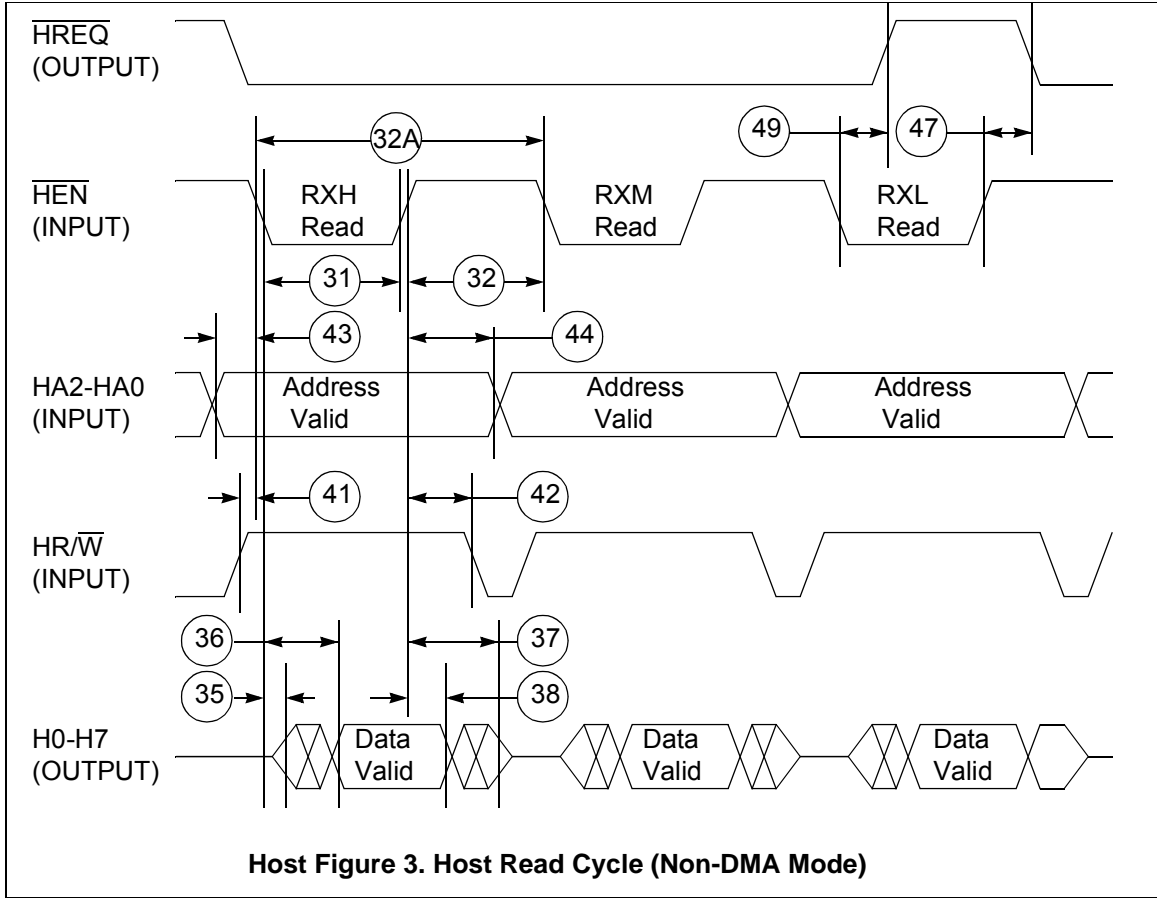 HREQ
(OUTPUT)
49
47
32A
HEN
(INPUT)
RXH
Read
RXM
Read
RXL
Read
31
32
43
44
HA2-HA0
(INPUT)
Address
Valid
Address
Valid
Address
Valid
41
42
HR/W
(INPUT)
36
37
35
38
H0-H7
(OUTPUT)
Data
Valid
Data
Valid
Data
Valid
Host Figure 3. Host Read Cycle (Non-DMA Mode)